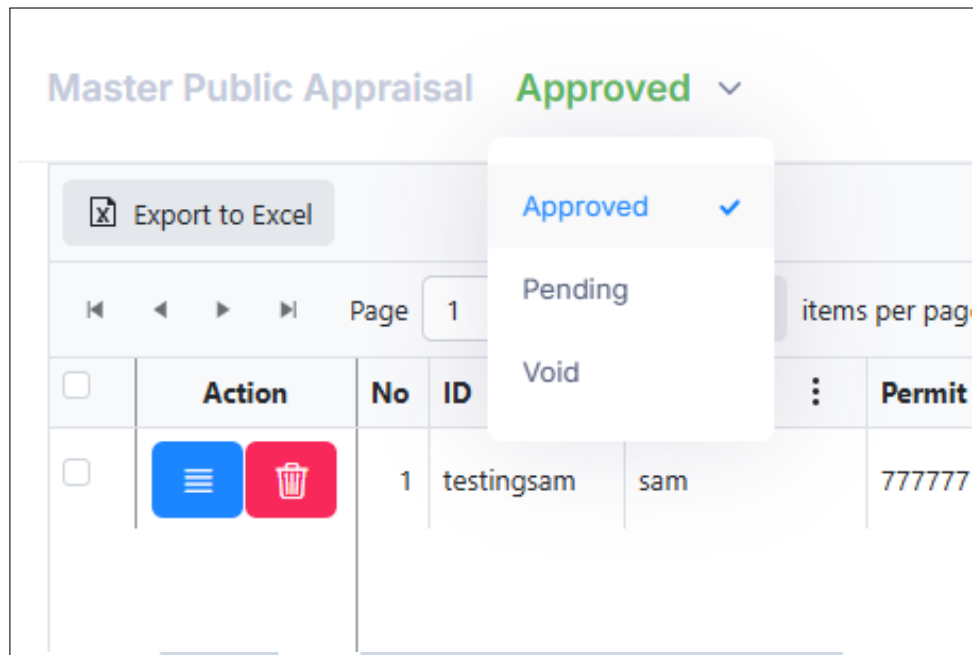 Master Public Appraisal Approved
Export to Excel
Approved
Pending
Void
Page 1 items per page
Action No ID Permit
1 testingsam sam 777777